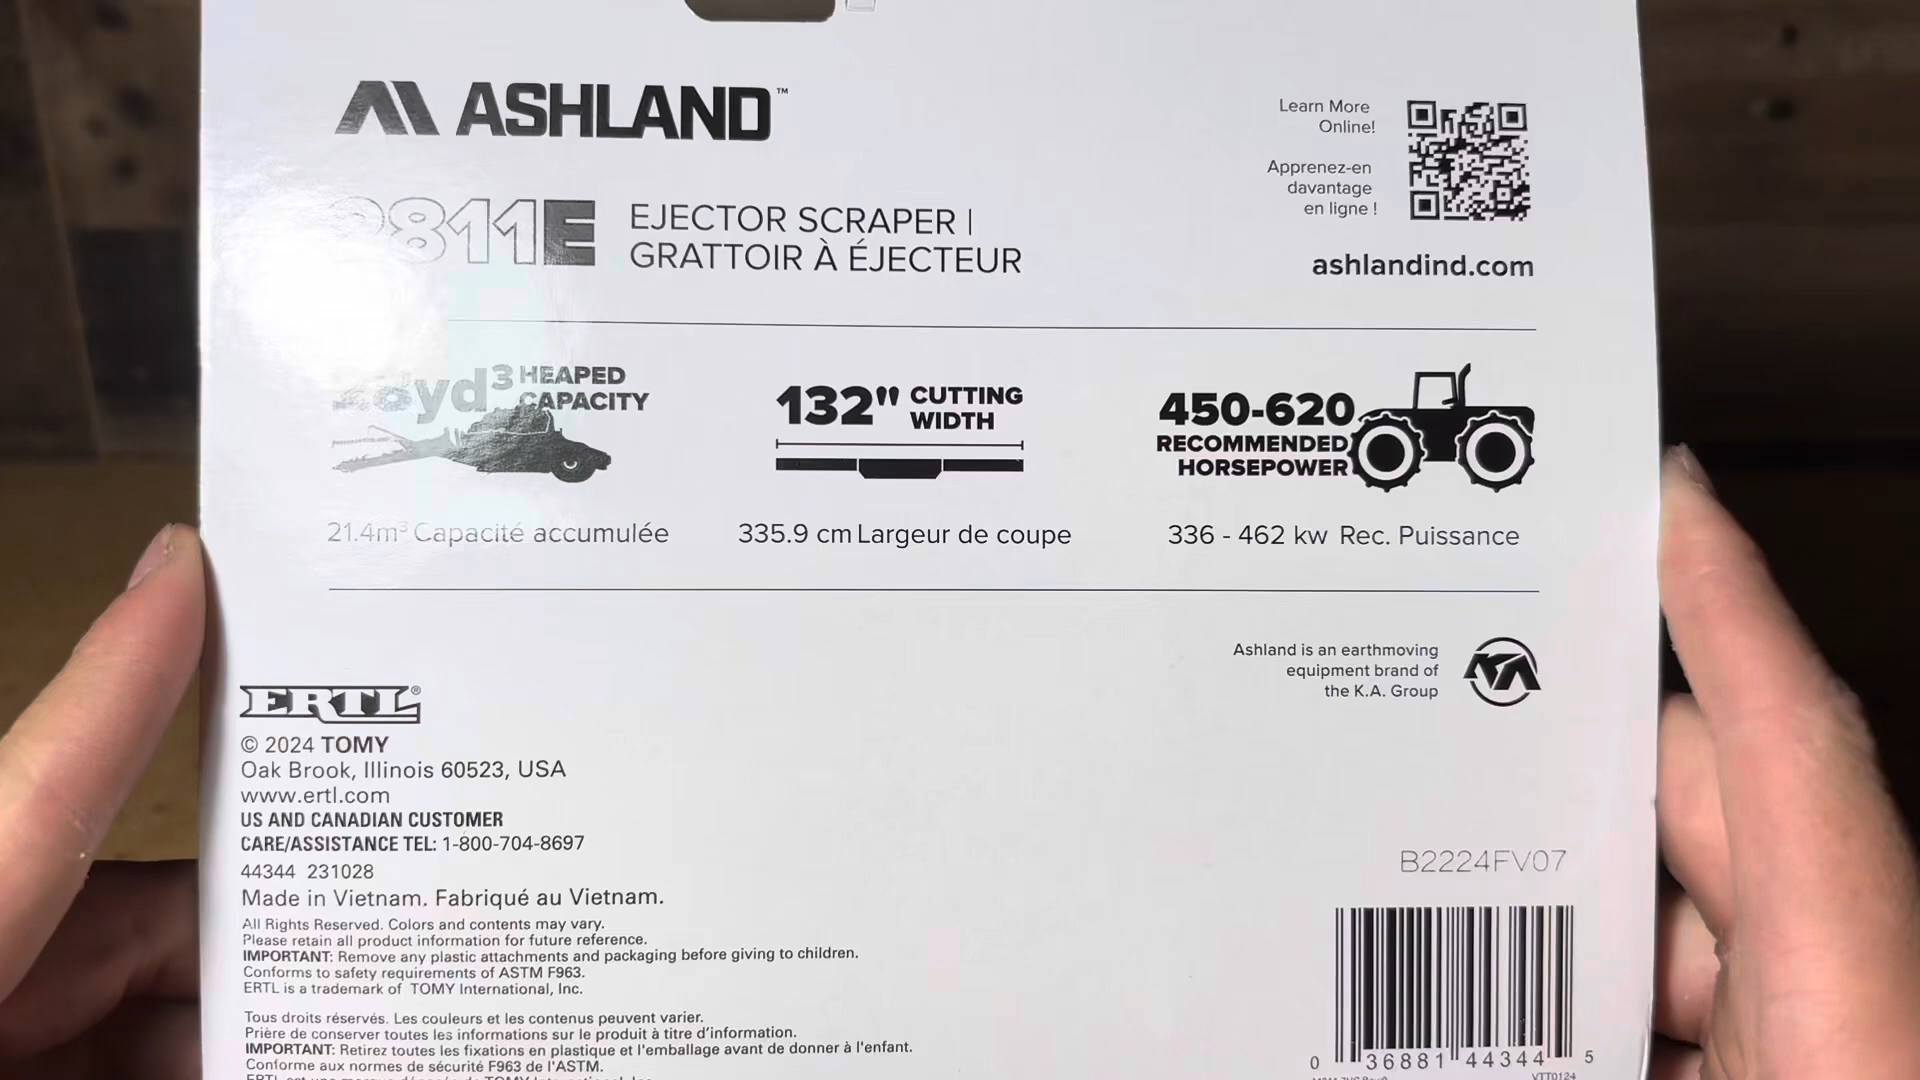 ASHLAND™
811E
EJECTOR SCRAPER |
GRATTOIR À ÉJECTEUR
Learn More
Online!
Apprenez-en
davantage
en ligne !
ashlandind.com
yd³ HEAPED
CAPACITY
21.4m³ Capacité accumulée
132" CUTTING
WIDTH
335.9 cm Largeur de coupe
450-620
RECOMMENDED
HORSEPOWER
336 - 462 kw Rec. Puissance
Ashland is an earthmoving
equipment brand of
the K.A. Group
KA
ERTL®
© 2024 TOMY
Oak Brook, Illinois 60523, USA
www.ertl.com
US AND CANADIAN CUSTOMER
CARE/ASSISTANCE TEL: 1-800-704-8697
44344 231028
Made in Vietnam. Fabriqué au Vietnam.
All Rights Reserved. Colors and contents may vary.
Please retain all product information for future reference.
IMPORTANT: Remove any plastic attachments and packaging before giving to children.
Conforms to safety requirements of ASTM F963.
ERTL is a trademark of TOMY International, Inc.
Tous droits réservés. Les couleurs et les contenus peuvent varier.
Prière de conserver toutes les informations sur le produit à titre d'information.
IMPORTANT: Retirez toutes les fixations en plastique et l'emballage avant de donner à l'enfant.
Conforme aux normes de sécurité F963 de l'ASTM.
B2224FV07
0 36881 44344 5
VTT0124